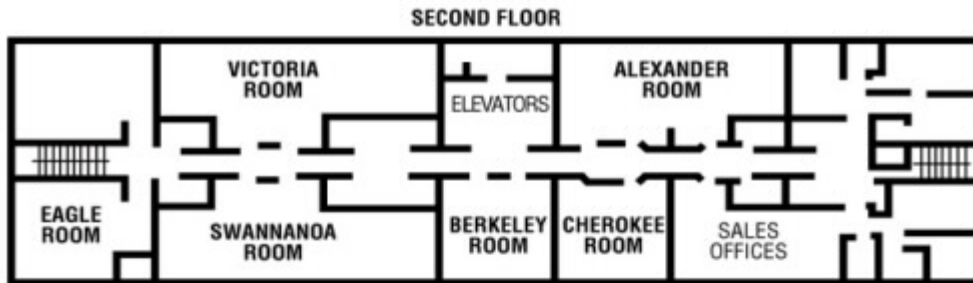 SECOND FLOOR
VICTORIA
ROOM
ELEVATORS
ALEXANDER
ROOM
EAGLE
ROOM
SWANNANOA
ROOM
BERKELEY
ROOM
CHEROKEE
ROOM
SALES
OFFICES